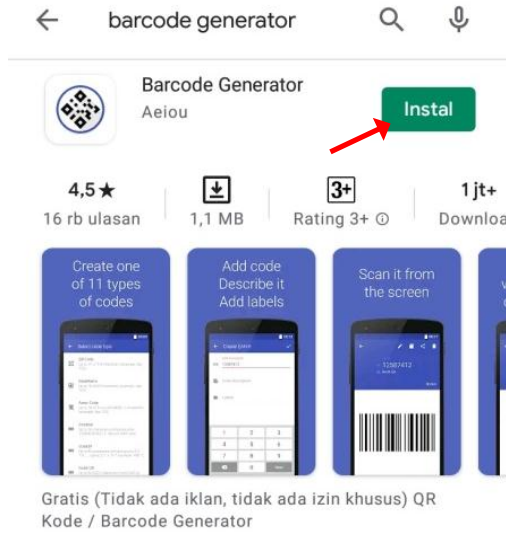 barcode generator
Barcode Generator
Aeiou
Instal
4,5★
16 rb ulasan
1,1 MB
3+
Rating 3+
1 jt+
Downloa
Create one
of 11 types
of codes
Add code
Describe it
Add labels
Scan it from
the screen
12587412
Gratis (Tidak ada iklan, tidak ada izin khusus) QR
Kode / Barcode Generator